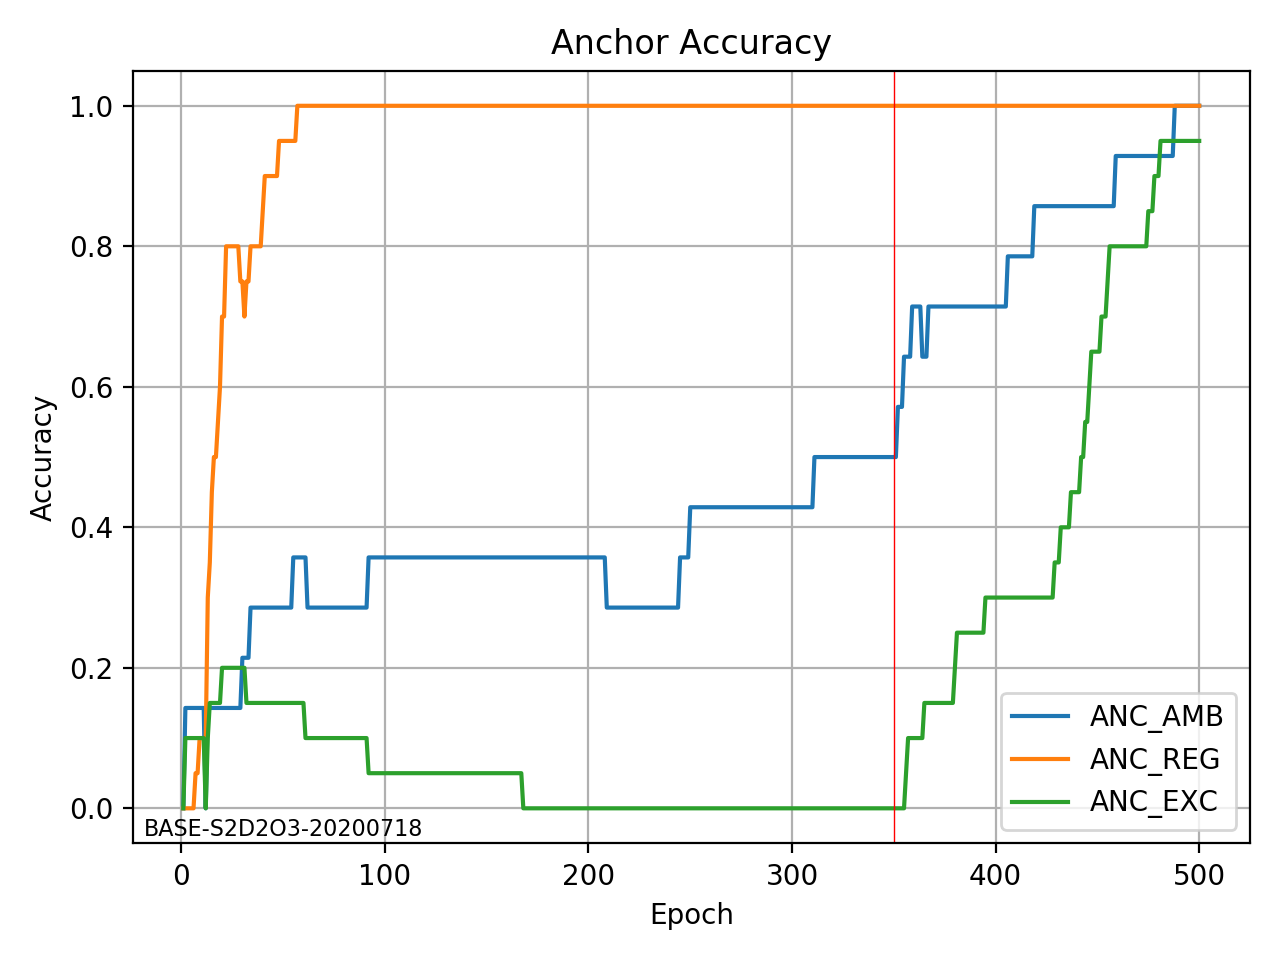 Anchor Accuracy
1.0
0.8
0.6
0.4
0.2
0.0
Accuracy
ANC_AMB
ANC_REG
ANC_EXC
BASE-S2D2O3-20200718
0 100 200 300 400 500
Epoch